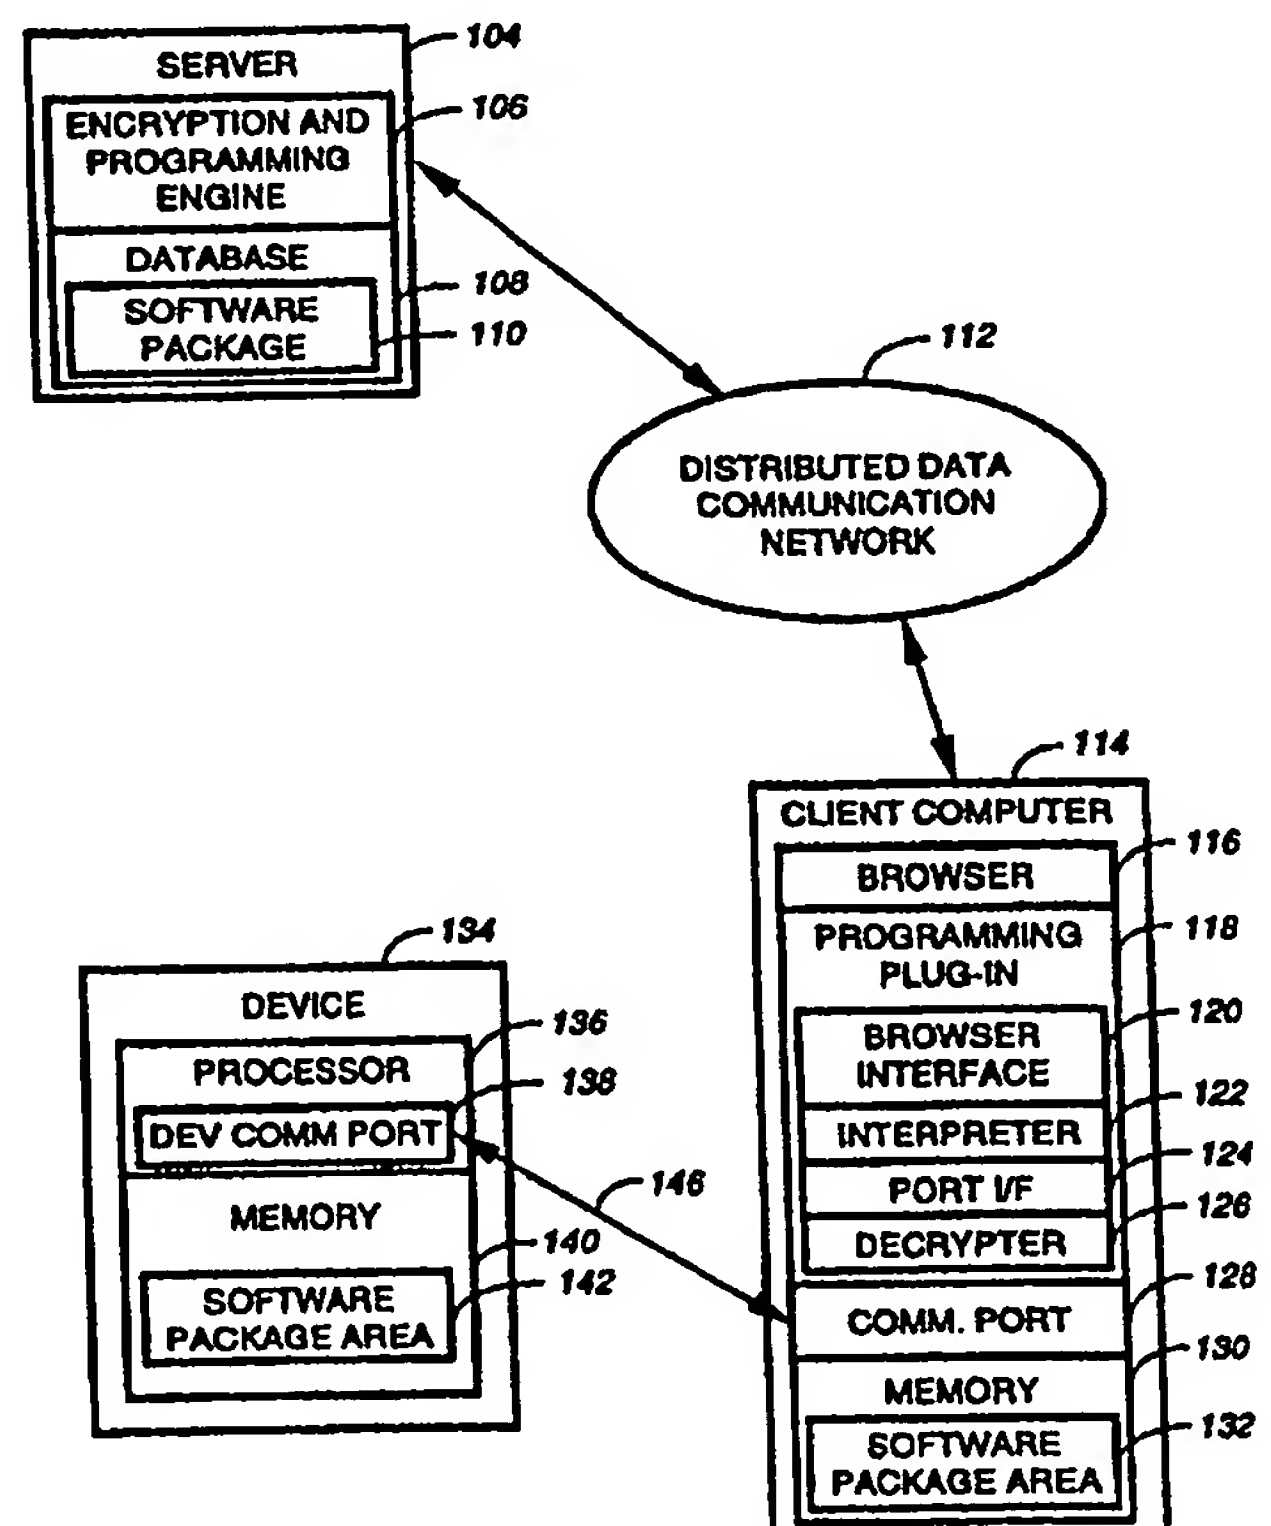 104
SERVER
106
ENCRYPTION AND
PROGRAMMING
ENGINE
DATABASE
108
SOFTWARE
PACKAGE
110
112
DISTRIBUTED DATA
COMMUNICATION
NETWORK
114
CLIENT COMPUTER
116
BROWSER
118
PROGRAMMING
PLUG-IN
120
BROWSER
INTERFACE
122
INTERPRETER
124
PORT I/F
126
DECRYPTER
128
COMM. PORT
130
MEMORY
132
SOFTWARE
PACKAGE AREA
134
DEVICE
136
PROCESSOR
138
DEV COMM PORT
146
MEMORY
140
142
SOFTWARE
PACKAGE AREA